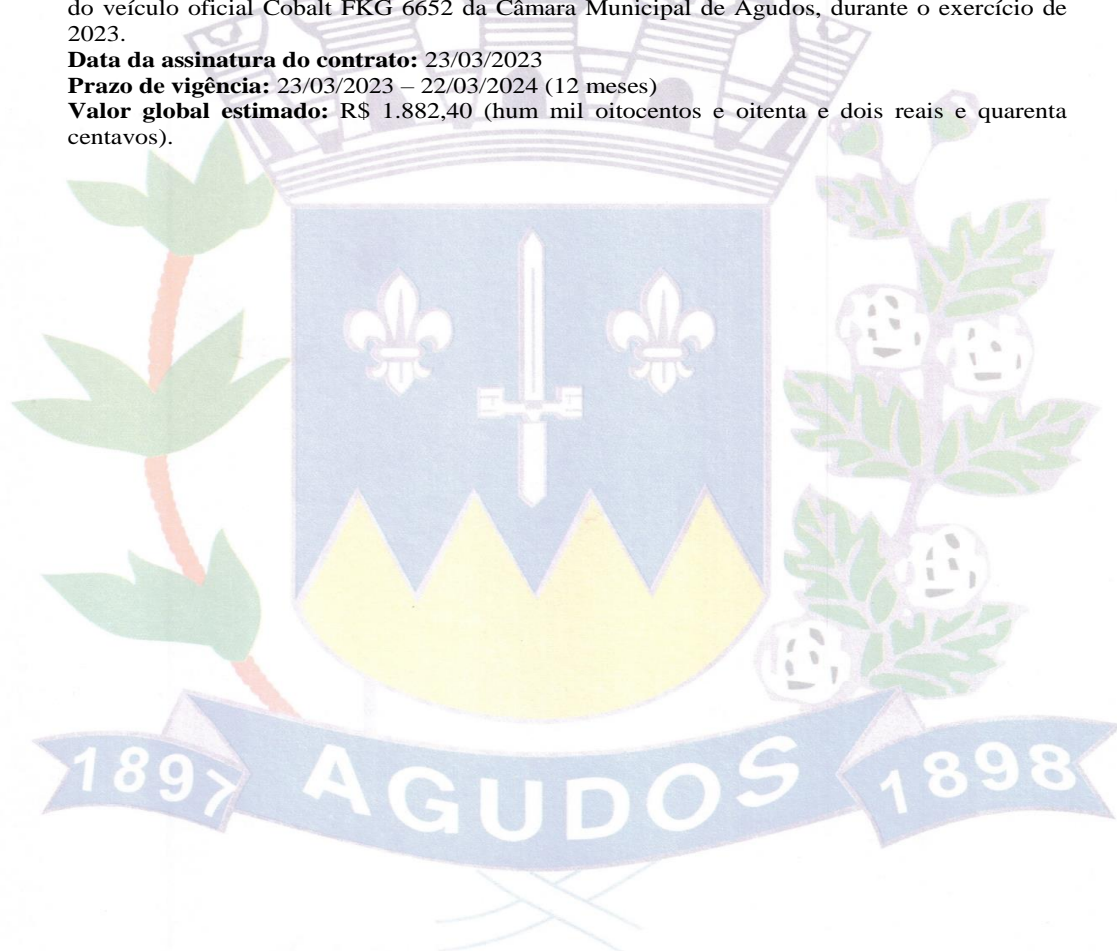 do veículo oficial Cobalt FKG 6652 da Câmara Municipal de Agudos, durante o exercício de
2023.
Data da assinatura do contrato: 23/03/2023
Prazo de vigência: 23/03/2023 – 22/03/2024 (12 meses)
Valor global estimado: R$ 1.882,40 (hum mil oitocentos e oitenta e dois reais e quarenta
centavos).
1897 AGUDOS 1898